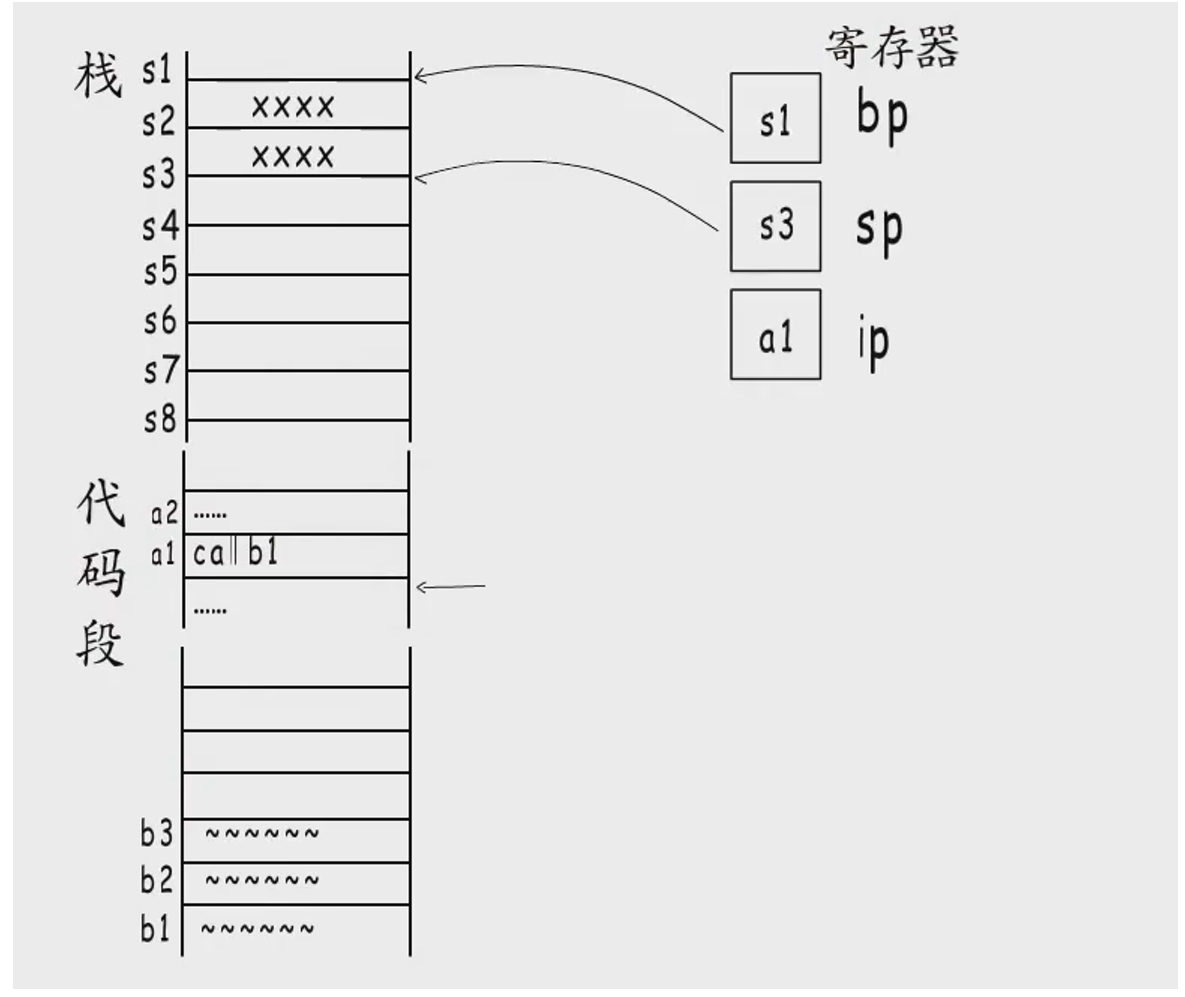 栈
s1
xxxx
s2
xxxx
s3
s4
s5
s6
s7
s8
寄存器
s1 bp
s3 sp
a1 ip
代码段
a2 ......
a1 call b1
......
b3 ~~~~~~
b2 ~~~~~~
b1 ~~~~~~